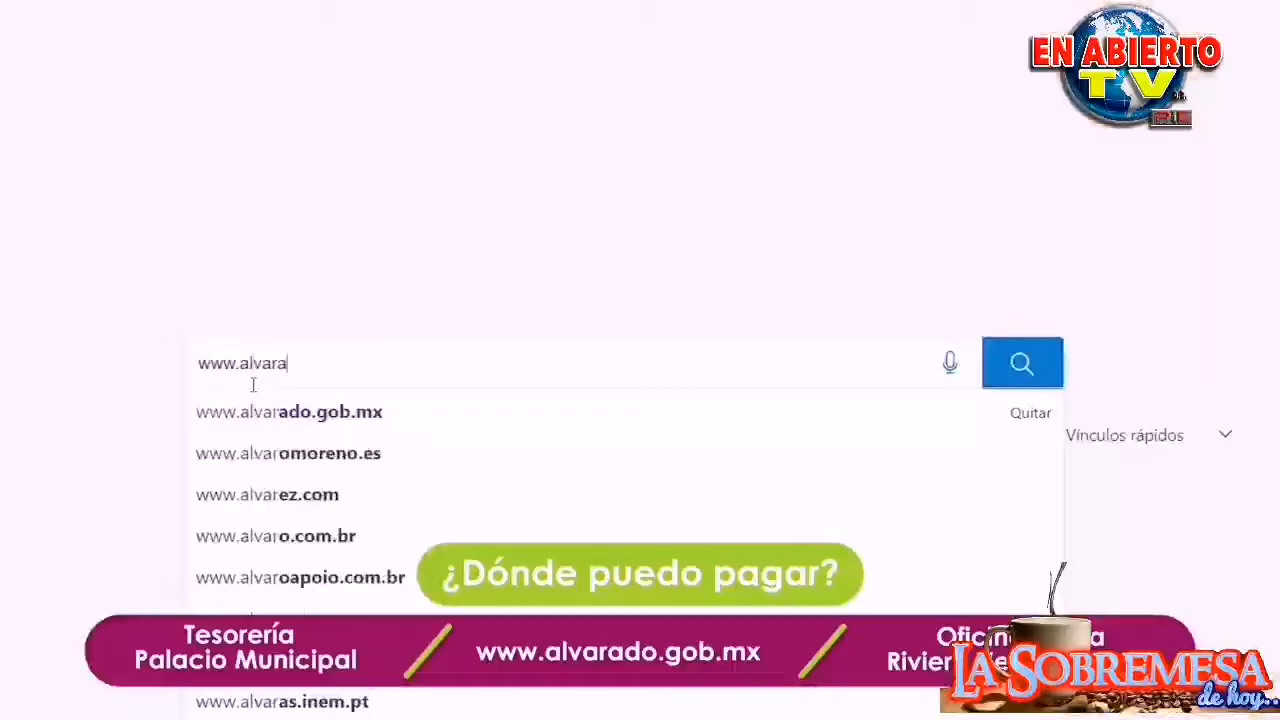 EN ABIERTO
TV
www.alvara
www.alvarado.gob.mx
Quitar
Vínculos rápidos
www.alvaromoreno.es
www.alvarez.com
www.alvaro.com.br
www.alvaroapoio.com.br
¿Dónde puedo pagar?
Tesorería
Palacio Municipal
www.alvarado.gob.mx
LA SOBREMESA
de hoy..
www.alvaras.inem.pt